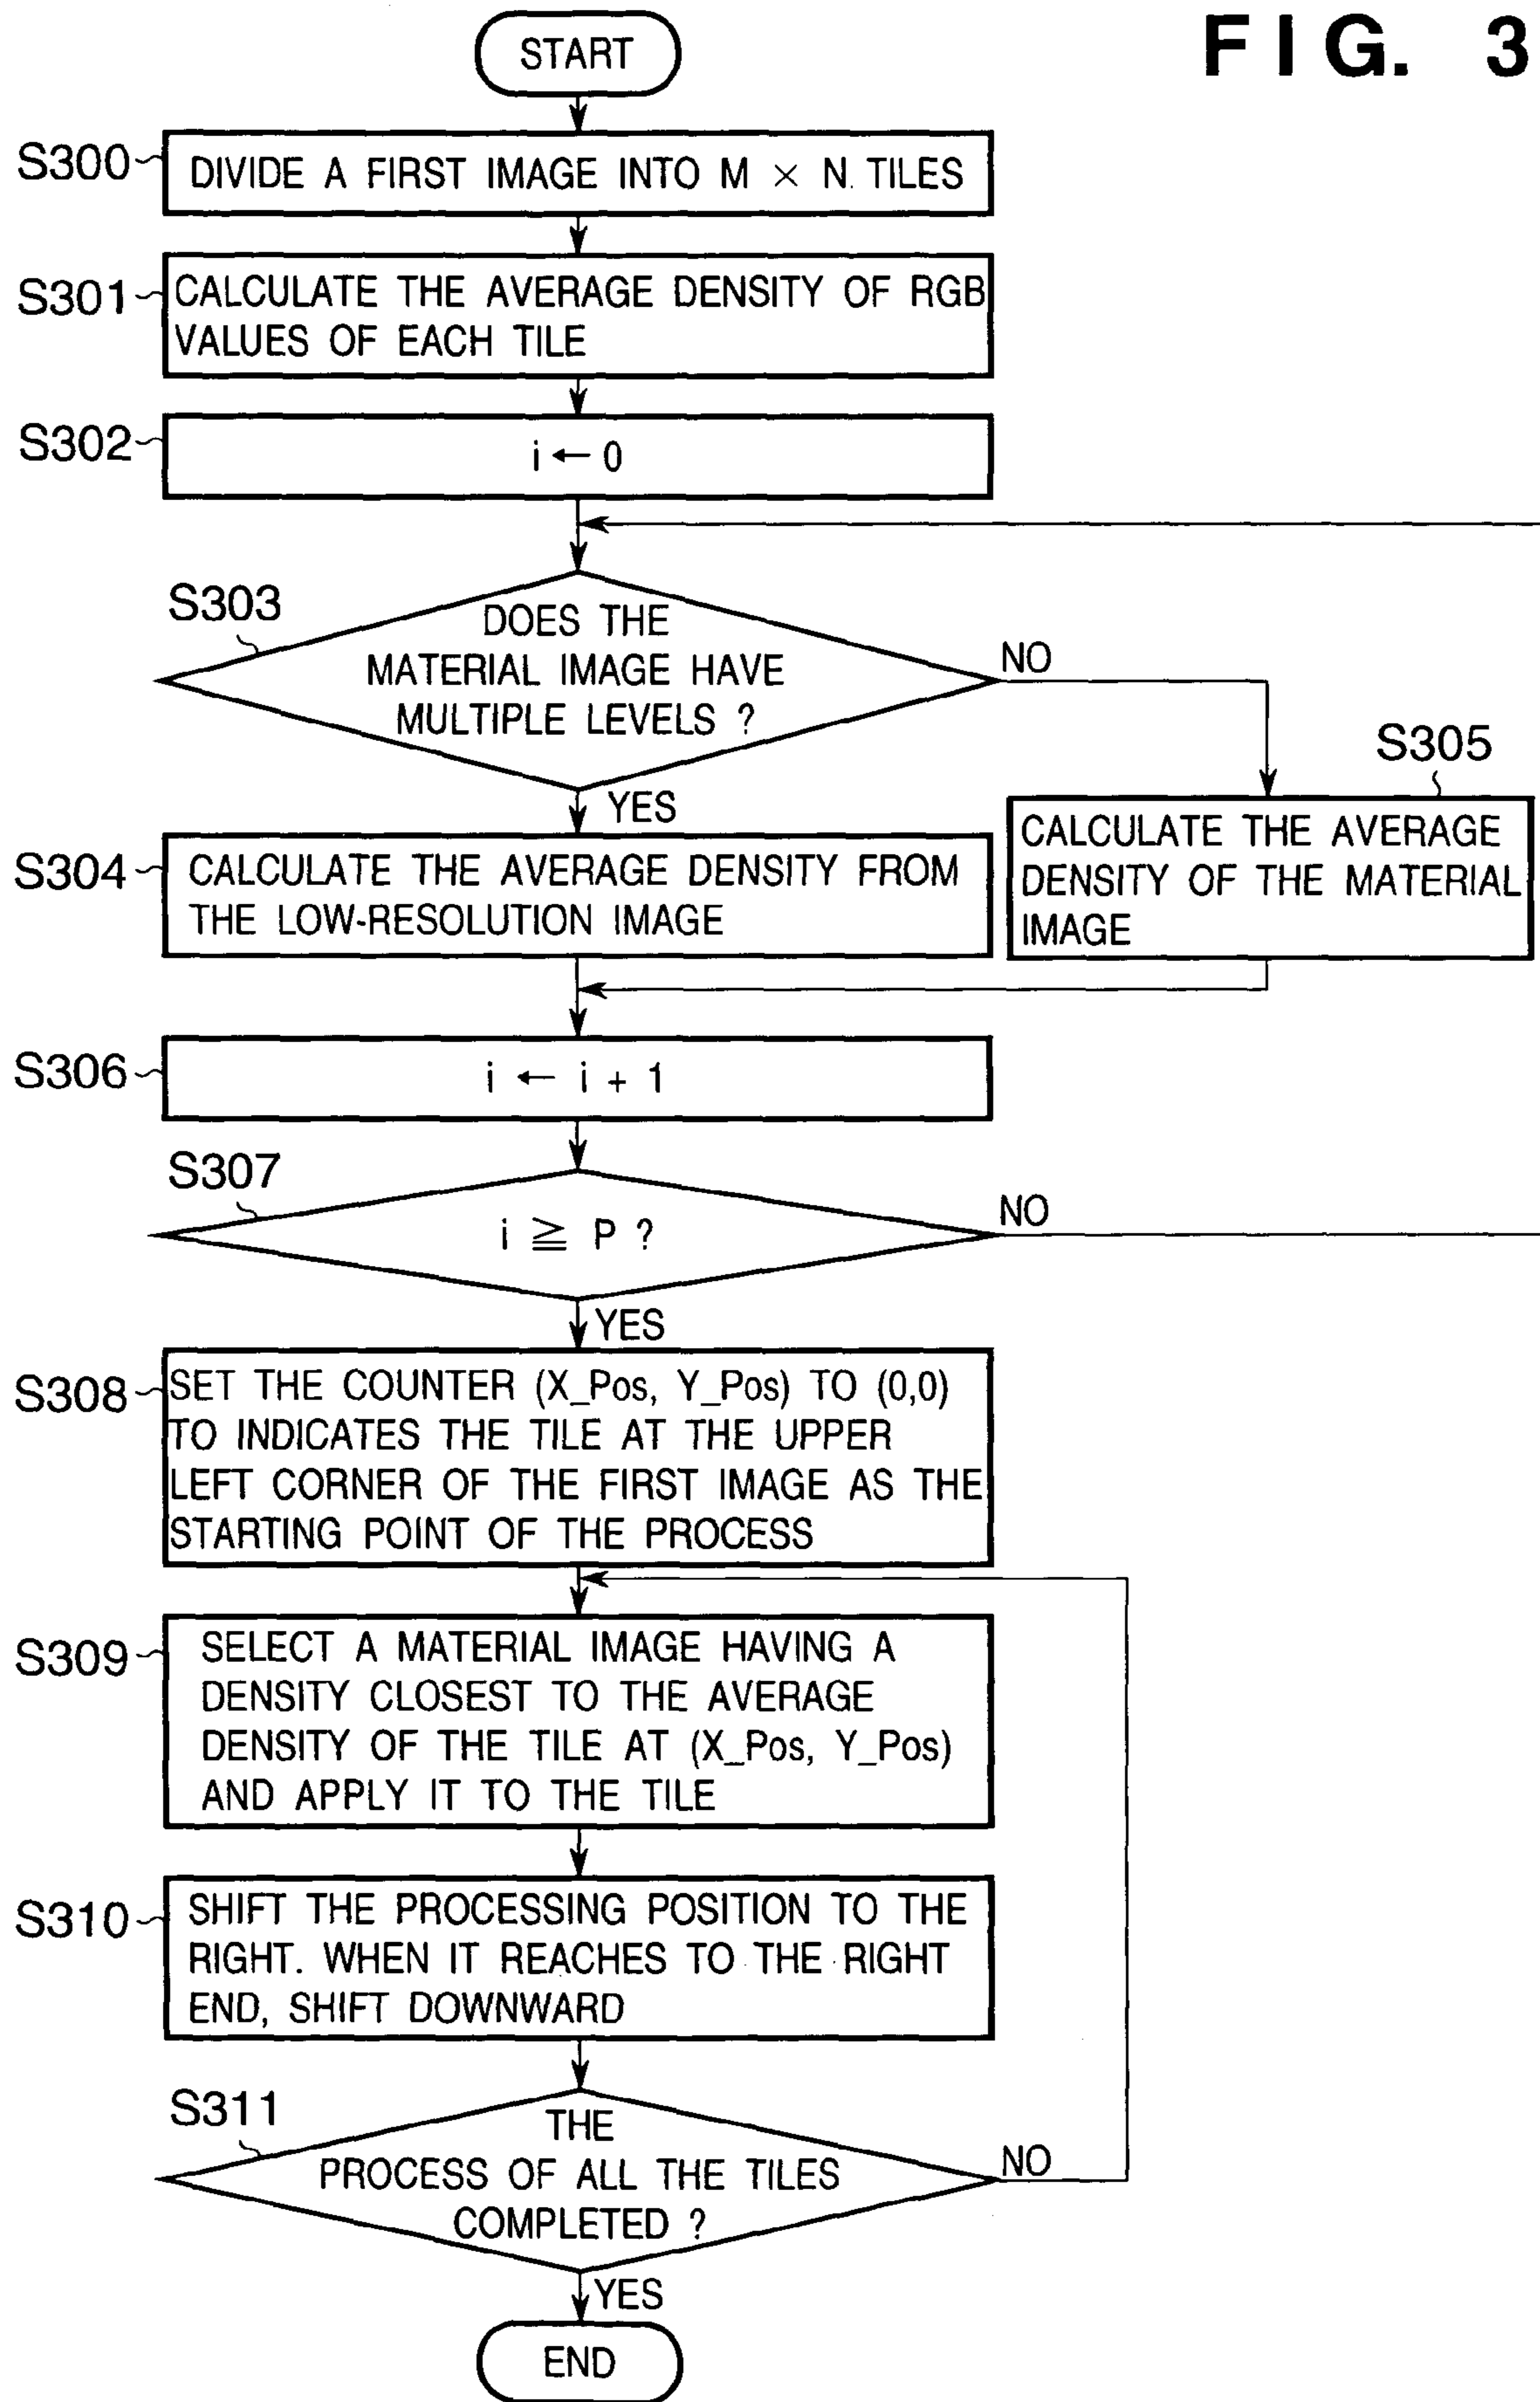 FIG. 3
START
S300
DIVIDE A FIRST IMAGE INTO M × N TILES
S301
CALCULATE THE AVERAGE DENSITY OF RGB
VALUES OF EACH TILE
S302
i ← 0
S303
DOES THE
MATERIAL IMAGE HAVE
MULTIPLE LEVELS ?
NO
YES
S304
CALCULATE THE AVERAGE DENSITY FROM
THE LOW-RESOLUTION IMAGE
S305
CALCULATE THE AVERAGE
DENSITY OF THE MATERIAL
IMAGE
S306
i ← i + 1
S307
i ≧ P ?
NO
YES
S308
SET THE COUNTER (X_Pos, Y_Pos) TO (0,0)
TO INDICATES THE TILE AT THE UPPER
LEFT CORNER OF THE FIRST IMAGE AS THE
STARTING POINT OF THE PROCESS
S309
SELECT A MATERIAL IMAGE HAVING A
DENSITY CLOSEST TO THE AVERAGE
DENSITY OF THE TILE AT (X_Pos, Y_Pos)
AND APPLY IT TO THE TILE
S310
SHIFT THE PROCESSING POSITION TO THE
RIGHT. WHEN IT REACHES TO THE RIGHT
END, SHIFT DOWNWARD
S311
THE
PROCESS OF ALL THE TILES
COMPLETED ?
NO
YES
END